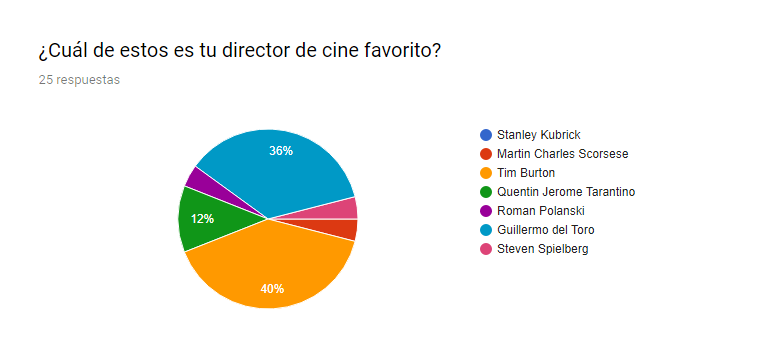 ¿Cuál de estos es tu director de cine favorito?
25 respuestas
36%
12%
40%
Stanley Kubrick
Martin Charles Scorsese
Tim Burton
Quentin Jerome Tarantino
Roman Polanski
Guillermo del Toro
Steven Spielberg